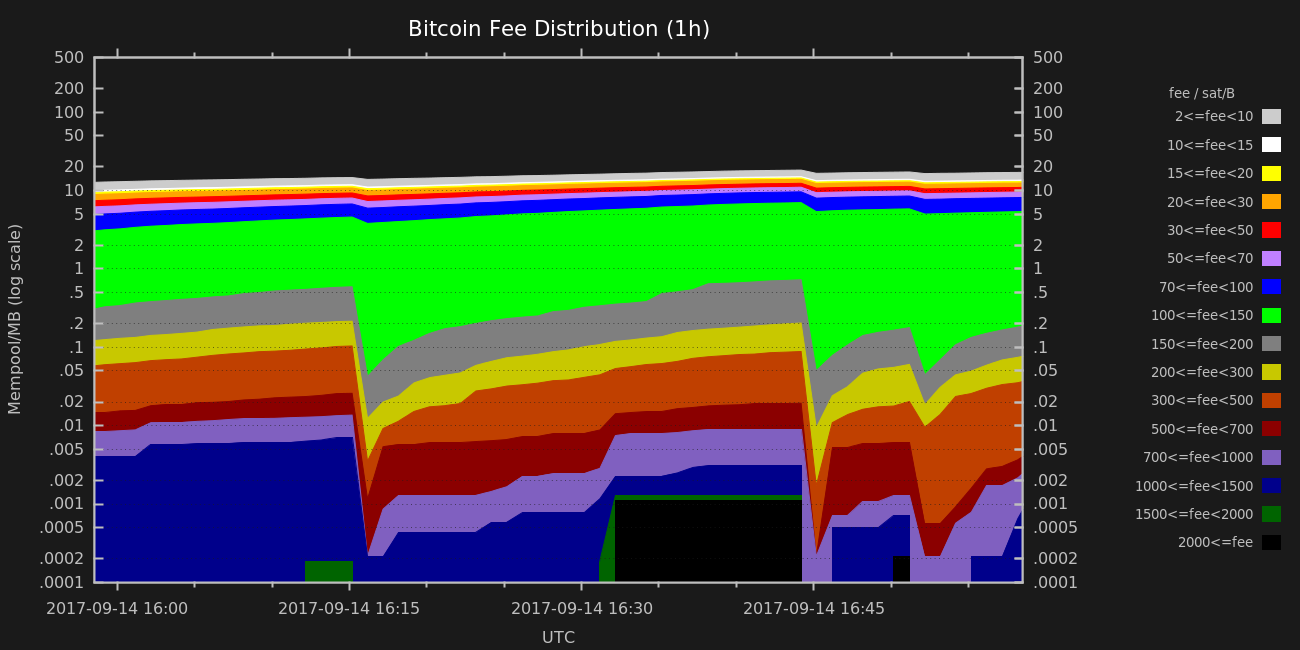 Bitcoin Fee Distribution (1h)
500
200
100
50
20
10
5
2
1
.5
.2
.1
.05
.02
.01
.005
.002
.001
.0005
.0002
.0001
Mempool/MB (log scale)
500
200
100
50
20
10
5
2
1
.5
.2
.1
.05
.02
.01
.005
.002
.001
.0005
.0002
.0001
2017-09-14 16:00
2017-09-14 16:15
2017-09-14 16:30
2017-09-14 16:45
UTC
fee / sat/B
2<=fee<10
10<=fee<15
15<=fee<20
20<=fee<30
30<=fee<50
50<=fee<70
70<=fee<100
100<=fee<150
150<=fee<200
200<=fee<300
300<=fee<500
500<=fee<700
700<=fee<1000
1000<=fee<1500
1500<=fee<2000
2000<=fee